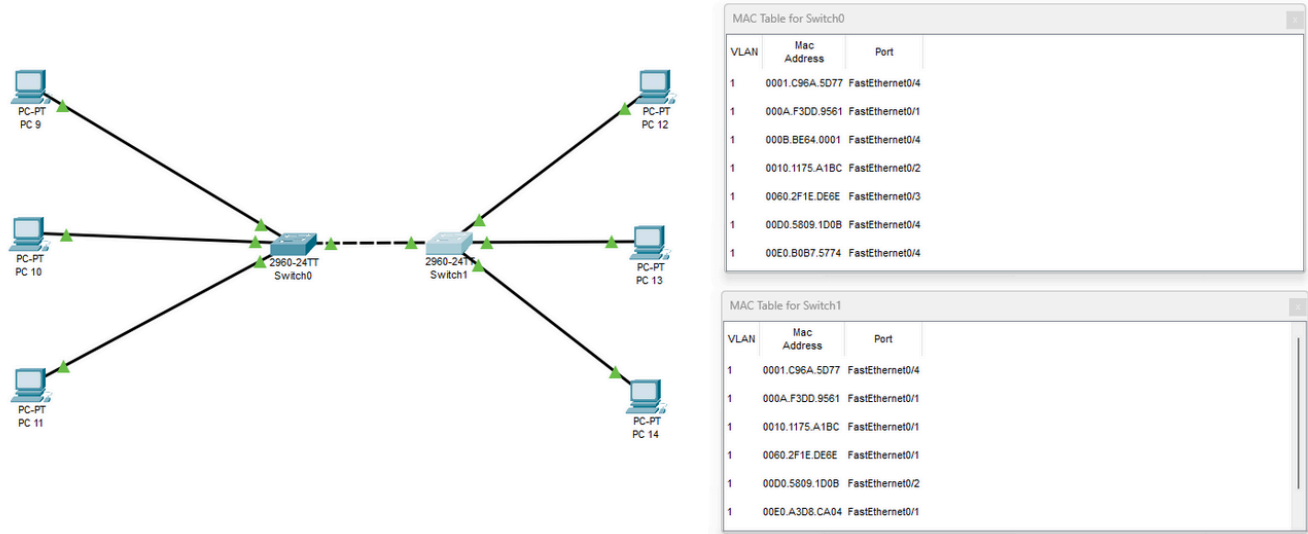 PC-PT
PC 9
PC-PT
PC 10
PC-PT
PC 11
2960-24TT
Switch0
2960-24TT
Switch1
PC-PT
PC 12
PC-PT
PC 13
PC-PT
PC 14
MAC Table for Switch0
VLAN Mac Address Port
1 0001.C96A.5D77 FastEthernet0/4
1 000A.F3DD.9561 FastEthernet0/1
1 000B.BE64.0001 FastEthernet0/4
1 0010.1175.A1BC FastEthernet0/2
1 0060.2F1E.DE6E FastEthernet0/3
1 00D0.5809.1D0B FastEthernet0/4
1 00E0.B0B7.5774 FastEthernet0/4
MAC Table for Switch1
VLAN Mac Address Port
1 0001.C96A.5D77 FastEthernet0/4
1 000A.F3DD.9561 FastEthernet0/1
1 0010.1175.A1BC FastEthernet0/1
1 0060.2F1E.DE6E FastEthernet0/1
1 00D0.5809.1D0B FastEthernet0/2
1 00E0.A3D8.CA04 FastEthernet0/1